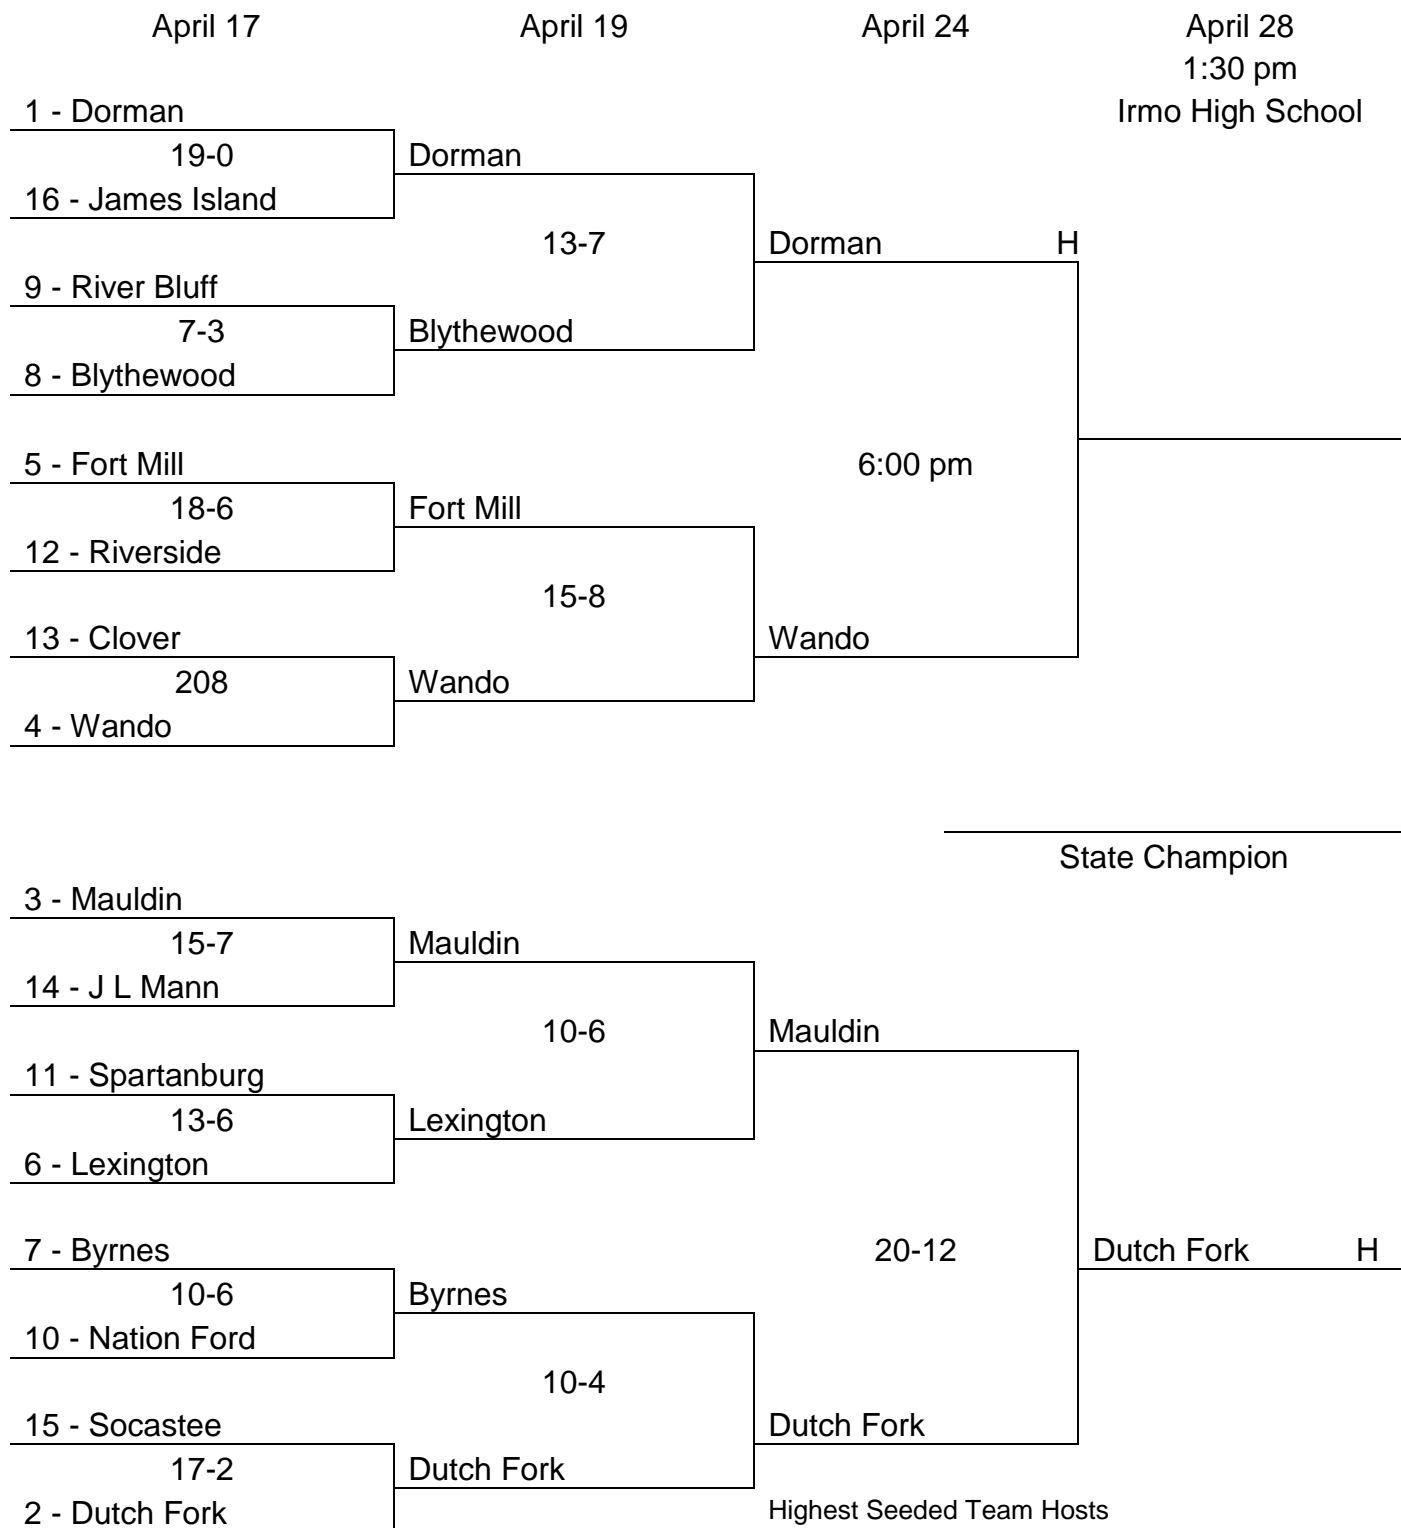 April 17 April 19 April 24 April 28
1:30 pm
1 - Dorman Irmo High School
19-0 Dorman
16 - James Island
13-7 Dorman H
9 - River Bluff
7-3 Blythewood
8 - Blythewood
5 - Fort Mill 6:00 pm
18-6 Fort Mill
12 - Riverside
15-8
13 - Clover Wando
208 Wando
4 - Wando
State Champion
3 - Mauldin
15-7 Mauldin
14 - J L Mann
10-6 Mauldin
11 - Spartanburg
13-6 Lexington
6 - Lexington
7 - Byrnes 20-12 Dutch Fork H
10-6 Byrnes
10 - Nation Ford
10-4
15 - Socastee Dutch Fork
17-2 Dutch Fork
2 - Dutch Fork Highest Seeded Team Hosts